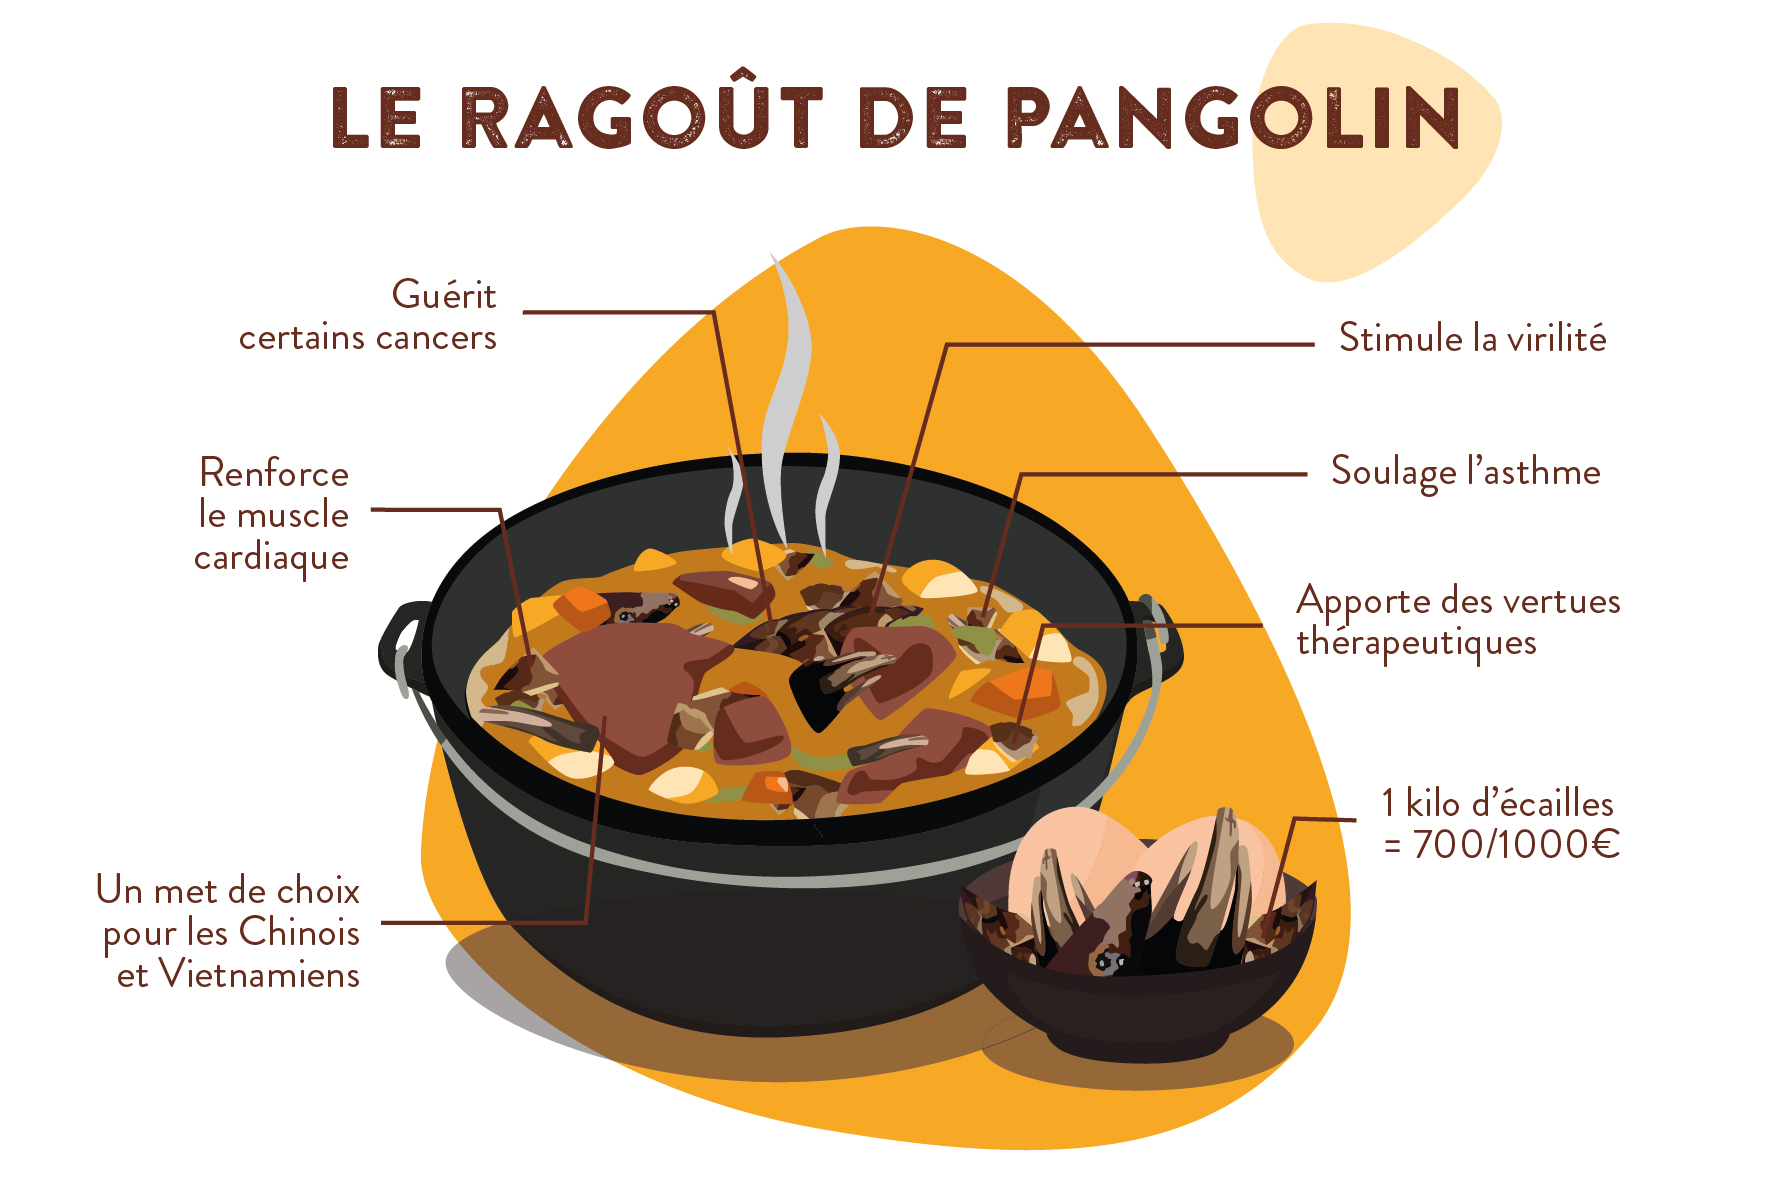 LE RAGOÛT DE PANGOLIN
Guérit
certains cancers
Stimule la virilité
Renforce
le muscle
cardiaque
Soulage l'asthme
Apporte des vertues
thérapeutiques
1 kilo d'écailles
= 700/1000€
Un met de choix
pour les Chinois
et Vietnamiens